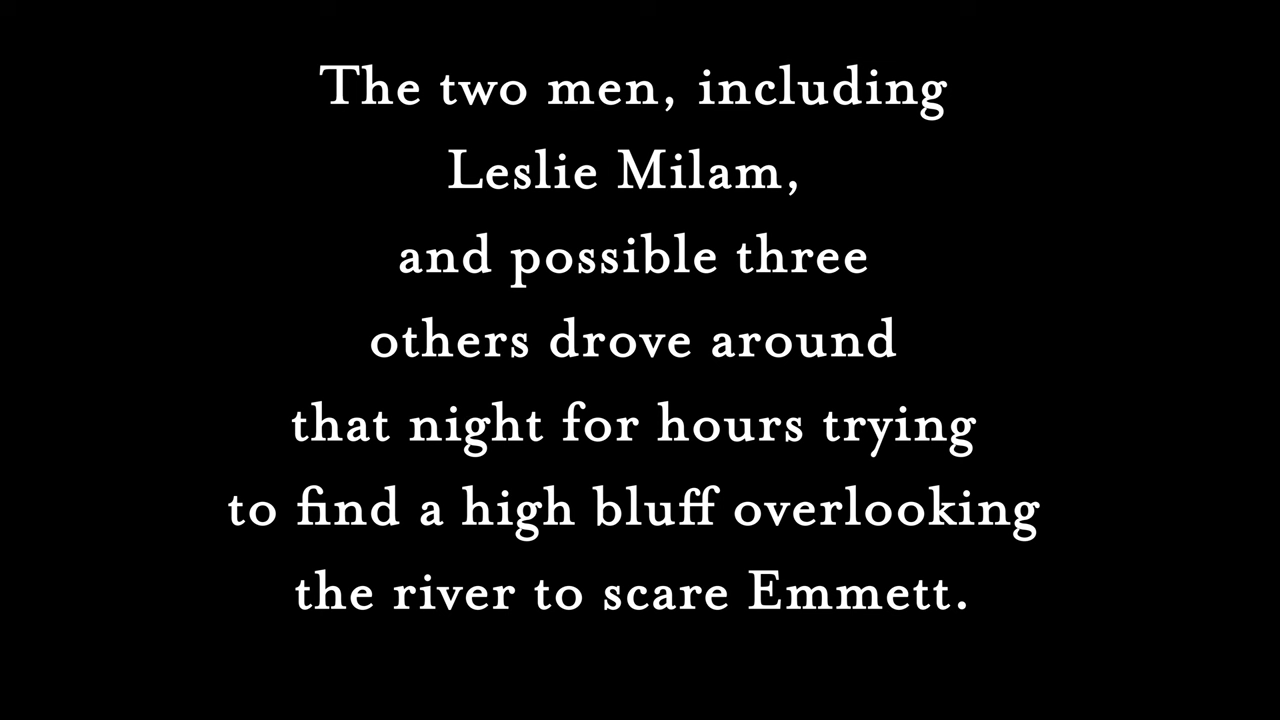 The two men, including
Leslie Milam,
and possible three
others drove around
that night for hours trying
to find a high bluff overlooking
the river to scare Emmett.